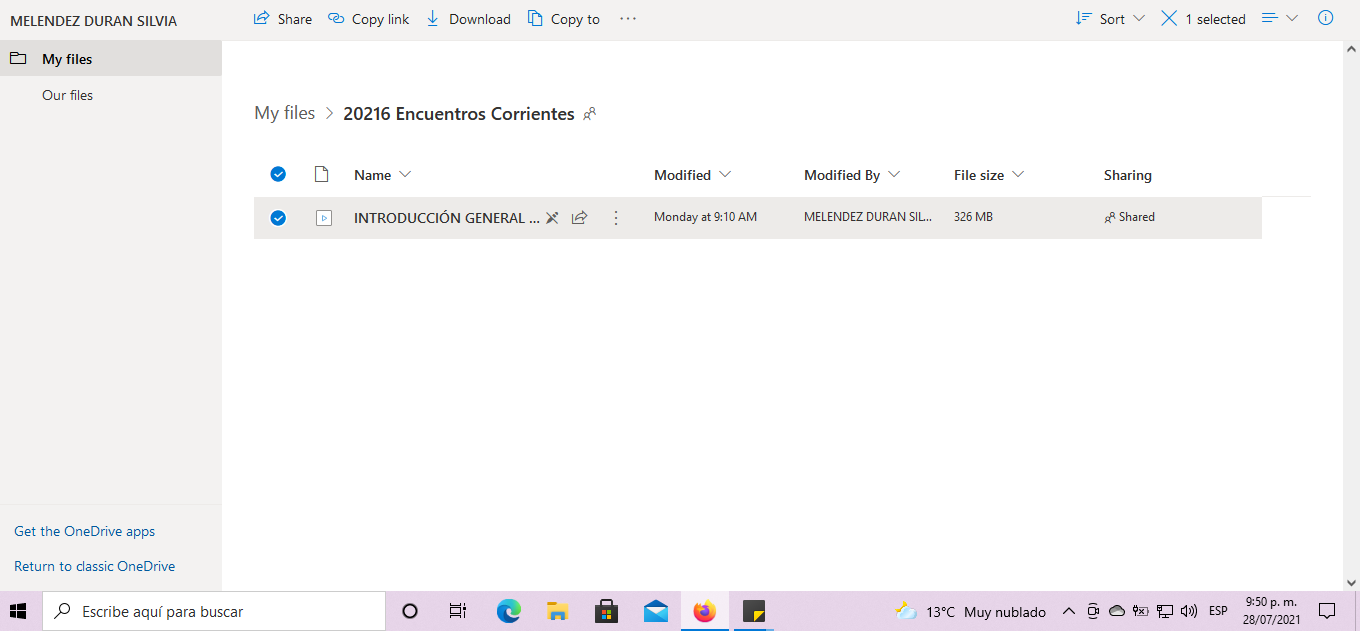 MELENDEZ DURAN SILVIA
Share Copy link Download Copy to ··· Sort 1 selected
My files
Our files
My files > 20216 Encuentros Corrientes
Name Modified Modified By File size Sharing
INTRODUCCIÓN GENERAL ... Monday at 9:10 AM MELENDEZ DURAN SIL... 326 MB Shared
Get the OneDrive apps
Return to classic OneDrive
Escribe aquí para buscar
13°C Muy nublado
ESP
9:50 p. m.
28/07/2021